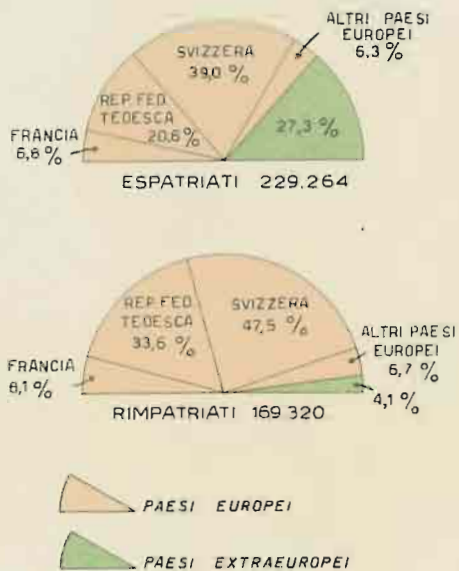 FRANCIA
6,8 %
REP. FED.
TEDESCA
20,6 %
SVIZZERA
39,0 %
ALTRI PAESI
EUROPEI
6,3 %
27,3 %
ESPATRIATI 229.264
FRANCIA
8,1 %
REP. FED.
TEDESCA
33,6 %
SVIZZERA
47,5 %
ALTRI PAESI
EUROPEI
6,7 %
4,1 %
RIMPATRIATI 169 320
PAESI EUROPEI
PAESI EXTRAEUROPEI